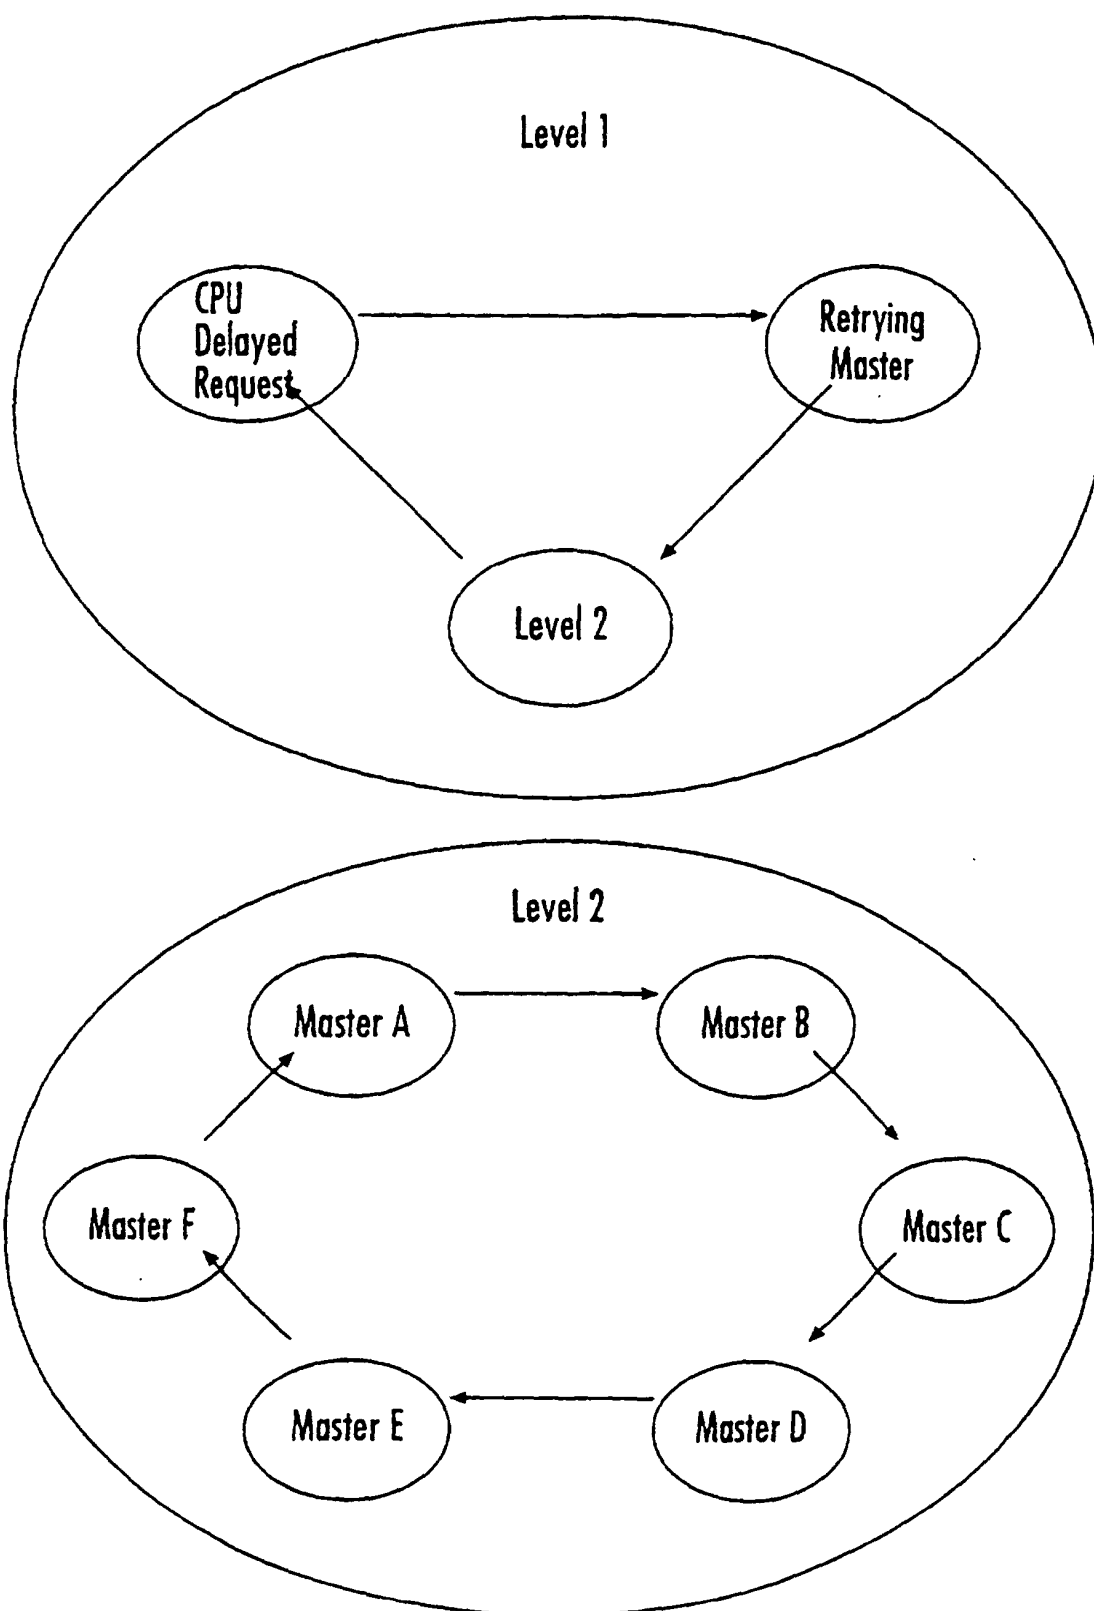 Level 1
CPU
Delayed
Request
Retrying
Master
Level 2
Level 2
Master A
Master B
Master F
Master C
Master E
Master D